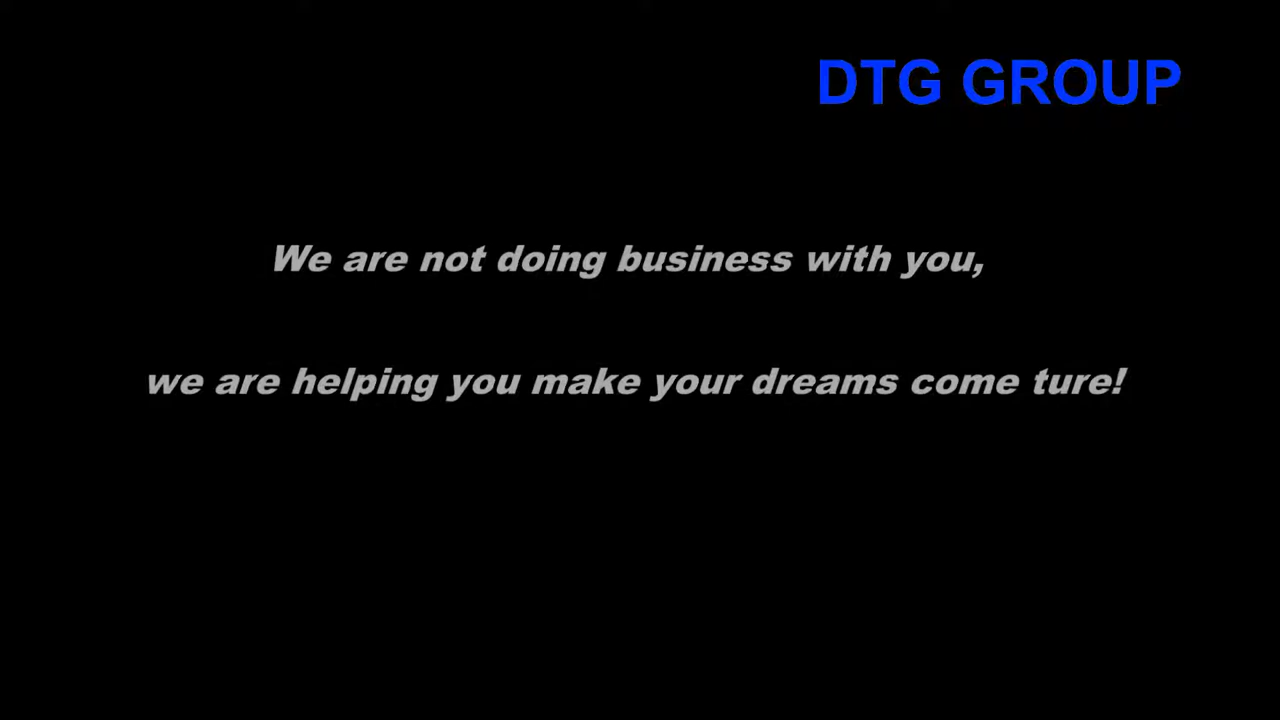 DTG GROUP
We are not doing business with you,
we are helping you make your dreams come ture!